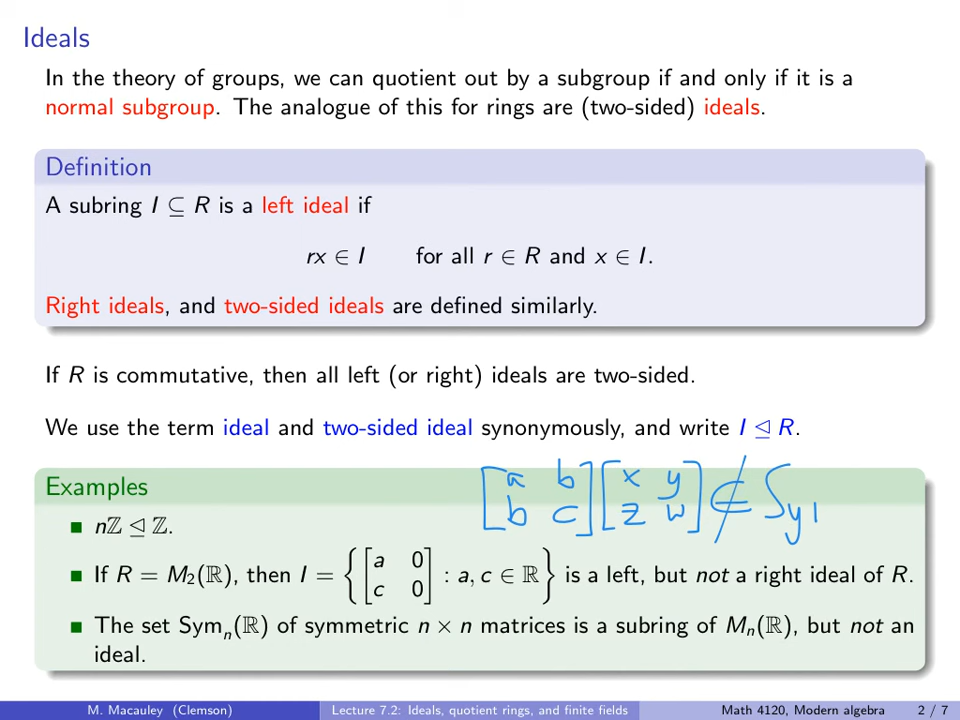 Ideals
In the theory of groups, we can quotient out by a subgroup if and only if it is a
normal subgroup. The analogue of this for rings are (two-sided) ideals.
Definition
A subring I ⊆ R is a left ideal if
rx ∈ I for all r ∈ R and x ∈ I.
Right ideals, and two-sided ideals are defined similarly.
If R is commutative, then all left (or right) ideals are two-sided.
We use the term ideal and two-sided ideal synonymously, and write I ⊴ R.
Examples
[a b; b c] [x y; z w] ⊄ Sy
■ nℤ ⊴ ℤ.
■ If R = M₂(ℝ), then I = { [a 0; c 0] : a, c ∈ ℝ } is a left, but not a right ideal of R.
■ The set Symₙ(ℝ) of symmetric n × n matrices is a subring of Mₙ(ℝ), but not an
ideal.
M. Macauley (Clemson) Lecture 7.2: Ideals, quotient rings, and finite fields Math 4120, Modern algebra 2 / 7